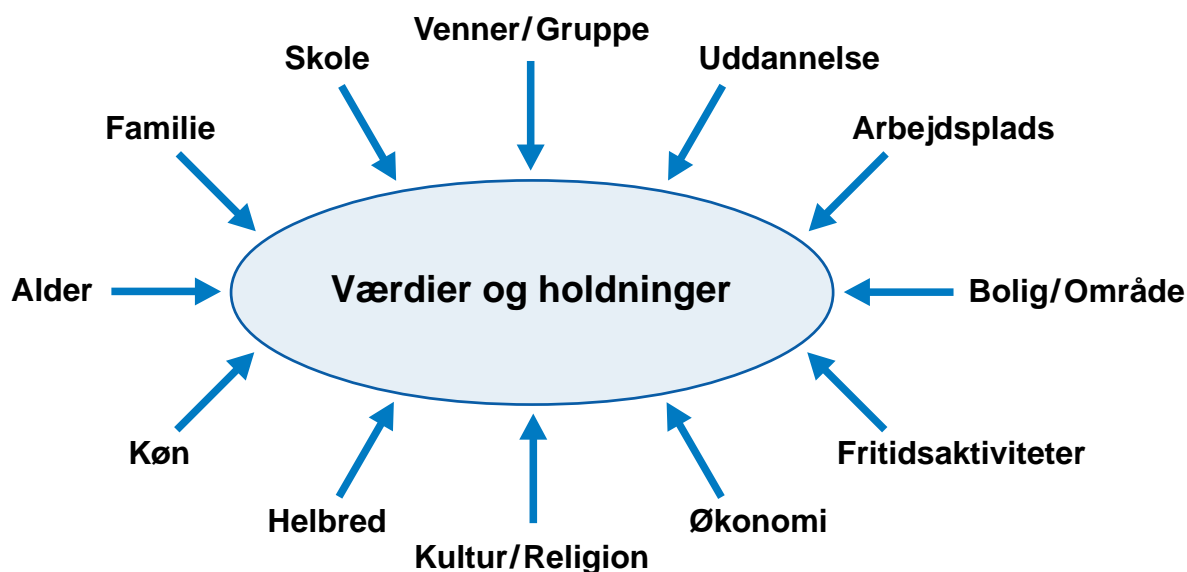 Venner/Gruppe
Skole
Uddannelse
Familie
Arbejdsplads
Alder
Værdier og holdninger
Bolig/Område
Køn
Fritidsaktiviteter
Helbred
Økonomi
Kultur/Religion